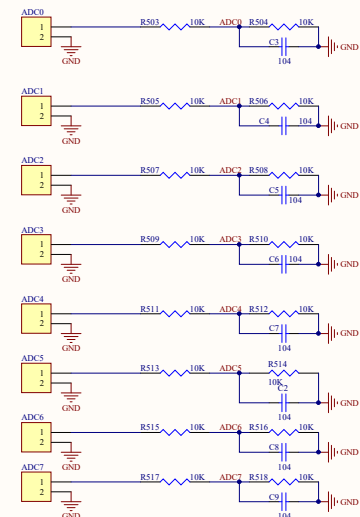 ADC0
R503 10K ADC0 R504 10K
1
2
C3
104
GND
GND
ADC1
R505 10K ADC1 R506 10K
1
2
C4 104
GND
GND
ADC2
R507 10K ADC2 R508 10K
1
2
C5 104
GND
GND
ADC3
R509 10K ADC3 R510 10K
1
2
C6 104
GND
GND
ADC4
R511 10K ADC4 R512 10K
1
2
C7
104
GND
GND
ADC5
R513 10K ADC5 R514
10K
1
2
C2
104
GND
GND
ADC6
R515 10K ADC6 R516 10K
1
2
C8
104
GND
GND
ADC7
R517 10K ADC7 R518 10K
1
2
C9
104
GND
GND